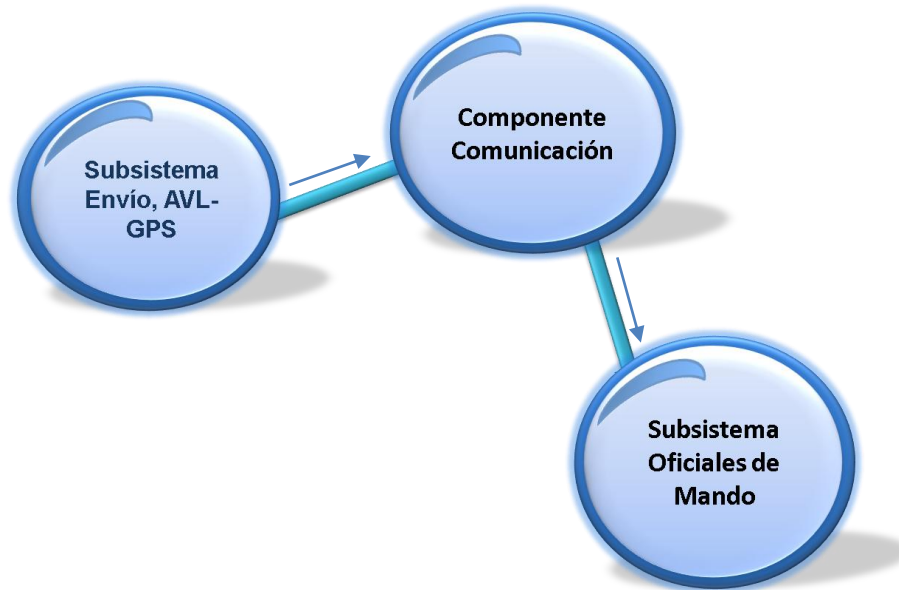 Subsistema
Envío, AVL-
GPS
Componente
Comunicación
Subsistema
Oficiales de
Mando